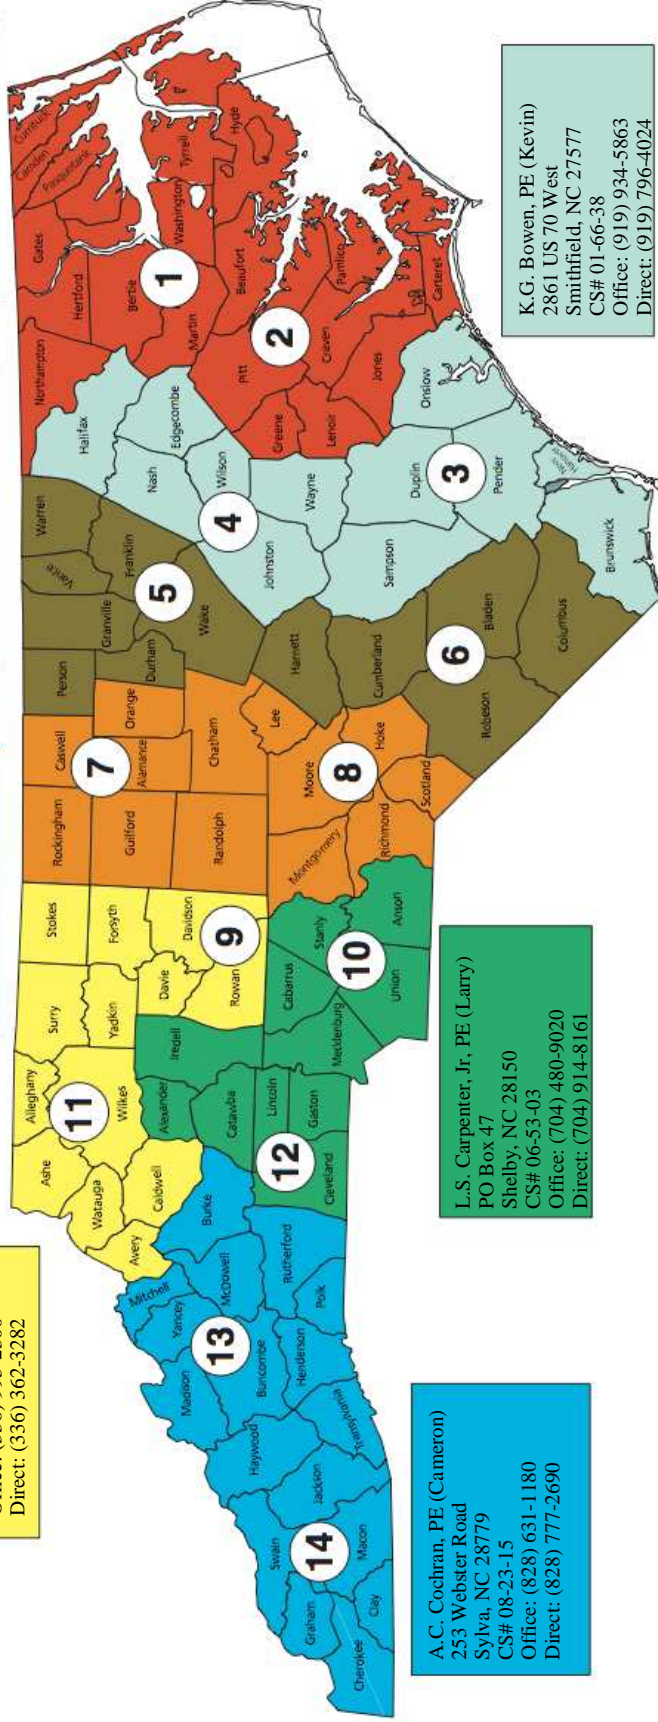 Direct: (336) 362-3282
Currituck
Camden
Pasquotank
Gates
Hertford
Northampton
Bertie
Washington
Tyrrell
Hyde
Martin
1
Beaufort
Pitt
2
Pamlico
Craven
Carteret
Jones
Greene
Lenoir
Halifax
Edgecombe
Nash
Wilson
4
Wayne
Johnston
Onslow
Duplin
3
Pender
Sampson
New
Hanover
Brunswick
Warren
Vance
Franklin
Granville
5
Wake
Person
Durham
Harnett
Cumberland
6
Bladen
Columbus
Robeson
Caswell
Orange
7
Alamance
Chatham
Lee
Rockingham
Guilford
Randolph
Moore
8
Hoke
Montgomery
Richmond
Scotland
Stokes
Forsyth
Davidson
9
Surry
Yadkin
Davie
Rowan
Stanly
Anson
10
Cabarrus
Union
Mecklenburg
Iredell
Alexander
Catawba
Lincoln
Gaston
12
Cleveland
Alleghany
11
Wilkes
Ashe
Watauga
Caldwell
Avery
Burke
Mitchell
McDowell
Rutherford
Yancey
13
Polk
Madison
Buncombe
Henderson
Haywood
Transylvania
Jackson
Swain
14
Macon
Graham
Clay
Cherokee
K.G. Bowen, PE (Kevin)
2861 US 70 West
Smithfield, NC 27577
CS# 01-66-38
Office: (919) 934-5863
Direct: (919) 796-4024
L.S. Carpenter, Jr, PE (Larry)
PO Box 47
Shelby, NC 28150
CS# 06-53-03
Office: (704) 480-9020
Direct: (704) 914-8161
A.C. Cochran, PE (Cameron)
253 Webster Road
Sylva, NC 28779
CS# 08-23-15
Office: (828) 631-1180
Direct: (828) 777-2690